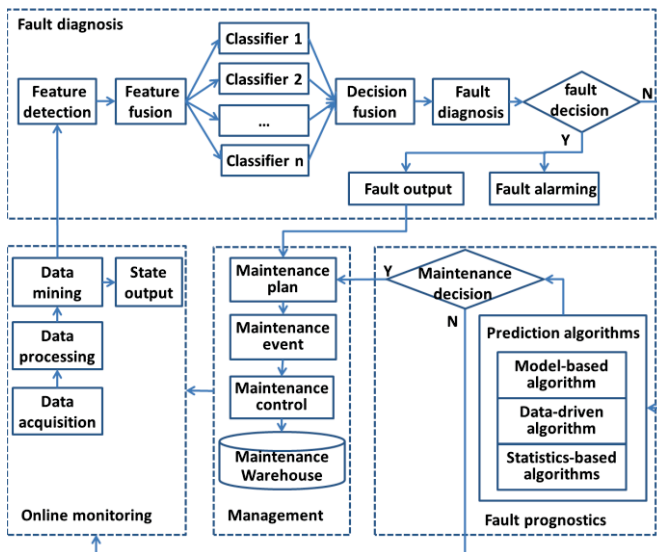 Fault diagnosis
Feature
detection
Feature
fusion
Classifier 1
Classifier 2
...
Classifier n
Decision
fusion
Fault
diagnosis
fault
decision
N
Y
Fault output
Fault alarming
Data
mining
State
output
Data
processing
Data
acquisition
Online monitoring
Maintenance
plan
Maintenance
event
Maintenance
control
Maintenance
Warehouse
Management
Y
Maintenance
decision
N
Prediction algorithms
Model-based
algorithm
Data-driven
algorithm
Statistics-based
algorithms
Fault prognostics